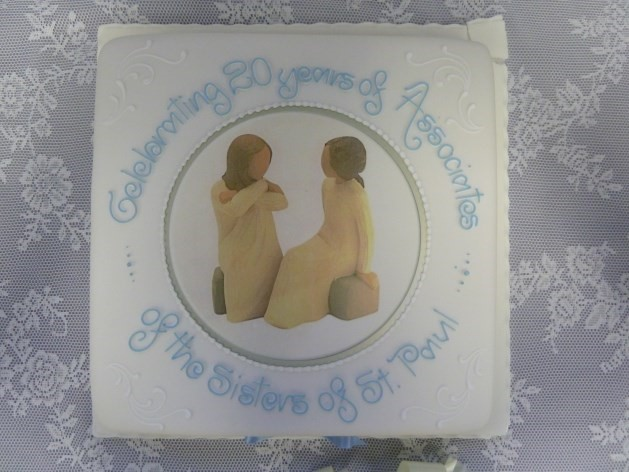 Celebrating 20 years of Associates
of the Sisters of St. Paul